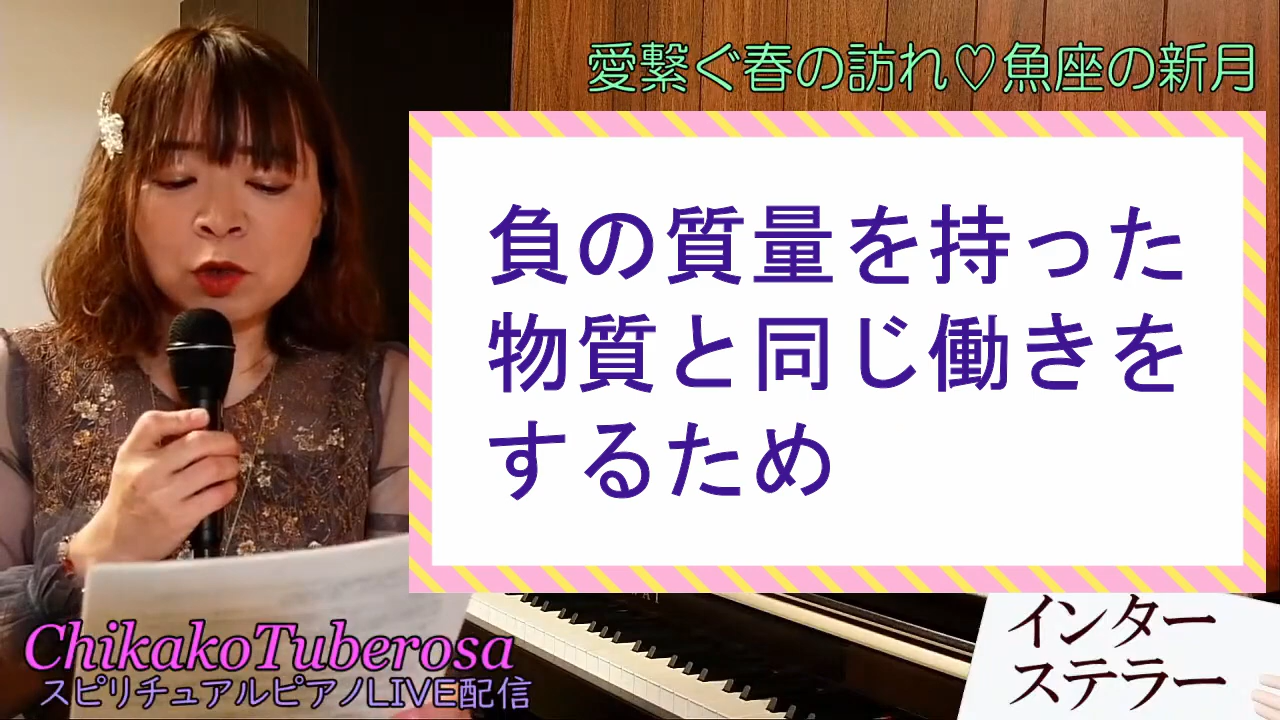 愛繋ぐ春の訪れ♡魚座の新月
負の質量を持った
物質と同じ働きを
するため
ChikakoTuberosa
スピリチュアルピアノLIVE配信
インター
ステラー